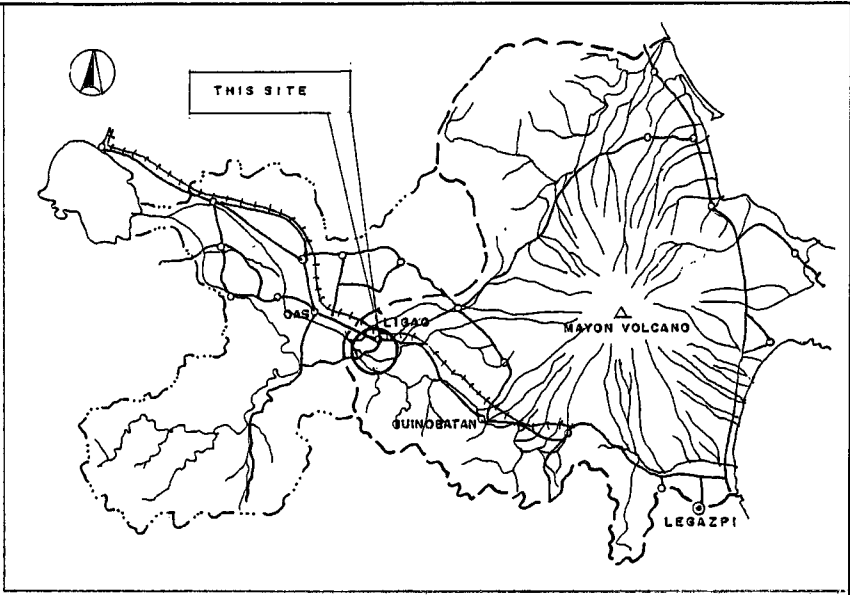 THIS SITE
OAS
LIGAO
MAYON VOLCANO
GUINOBATAN
LEGAZPI